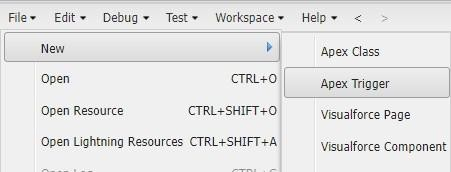 File Edit Debug Test Workspace Help < >
New
Open CTRL+O
Open Resource CTRL+SHIFT+O
Open Lightning Resources CTRL+SHIFT+A
Apex Class
Apex Trigger
Visualforce Page
Visualforce Component